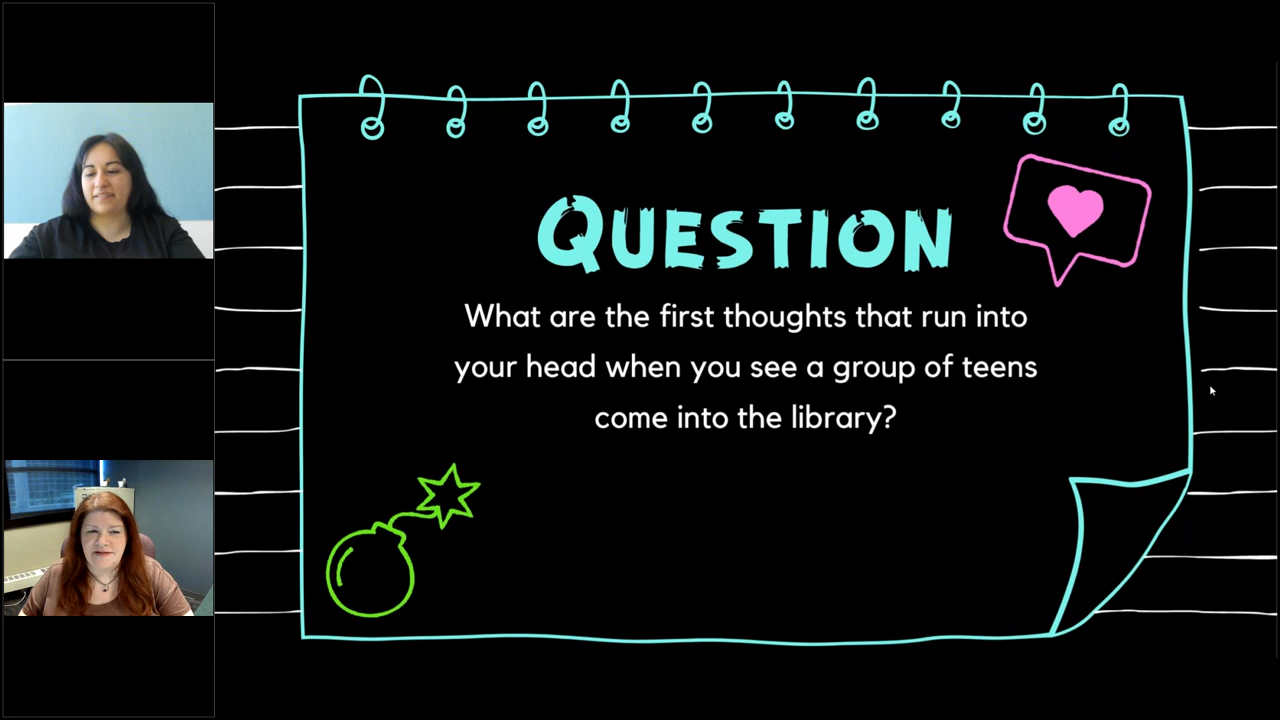 QUESTION
What are the first thoughts that run into
your head when you see a group of teens
come into the library?